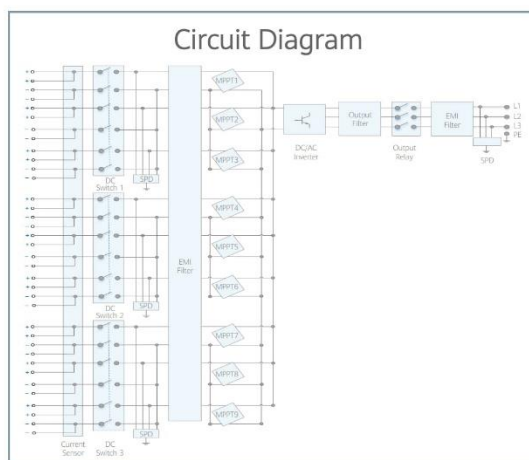 Circuit Diagram
MPPT1
MPPT2
MPPT3
SPD
DC
Switch 1
MPPT4
MPPT5
MPPT6
SPD
DC
Switch 2
EMI
Filter
MPPT7
MPPT8
MPPT9
SPD
Current
Sensor
DC
Switch 3
DC/AC
Inverter
Output
Filter
Output
Relay
EMI
Filter
L1
L2
L3
PE
SPD